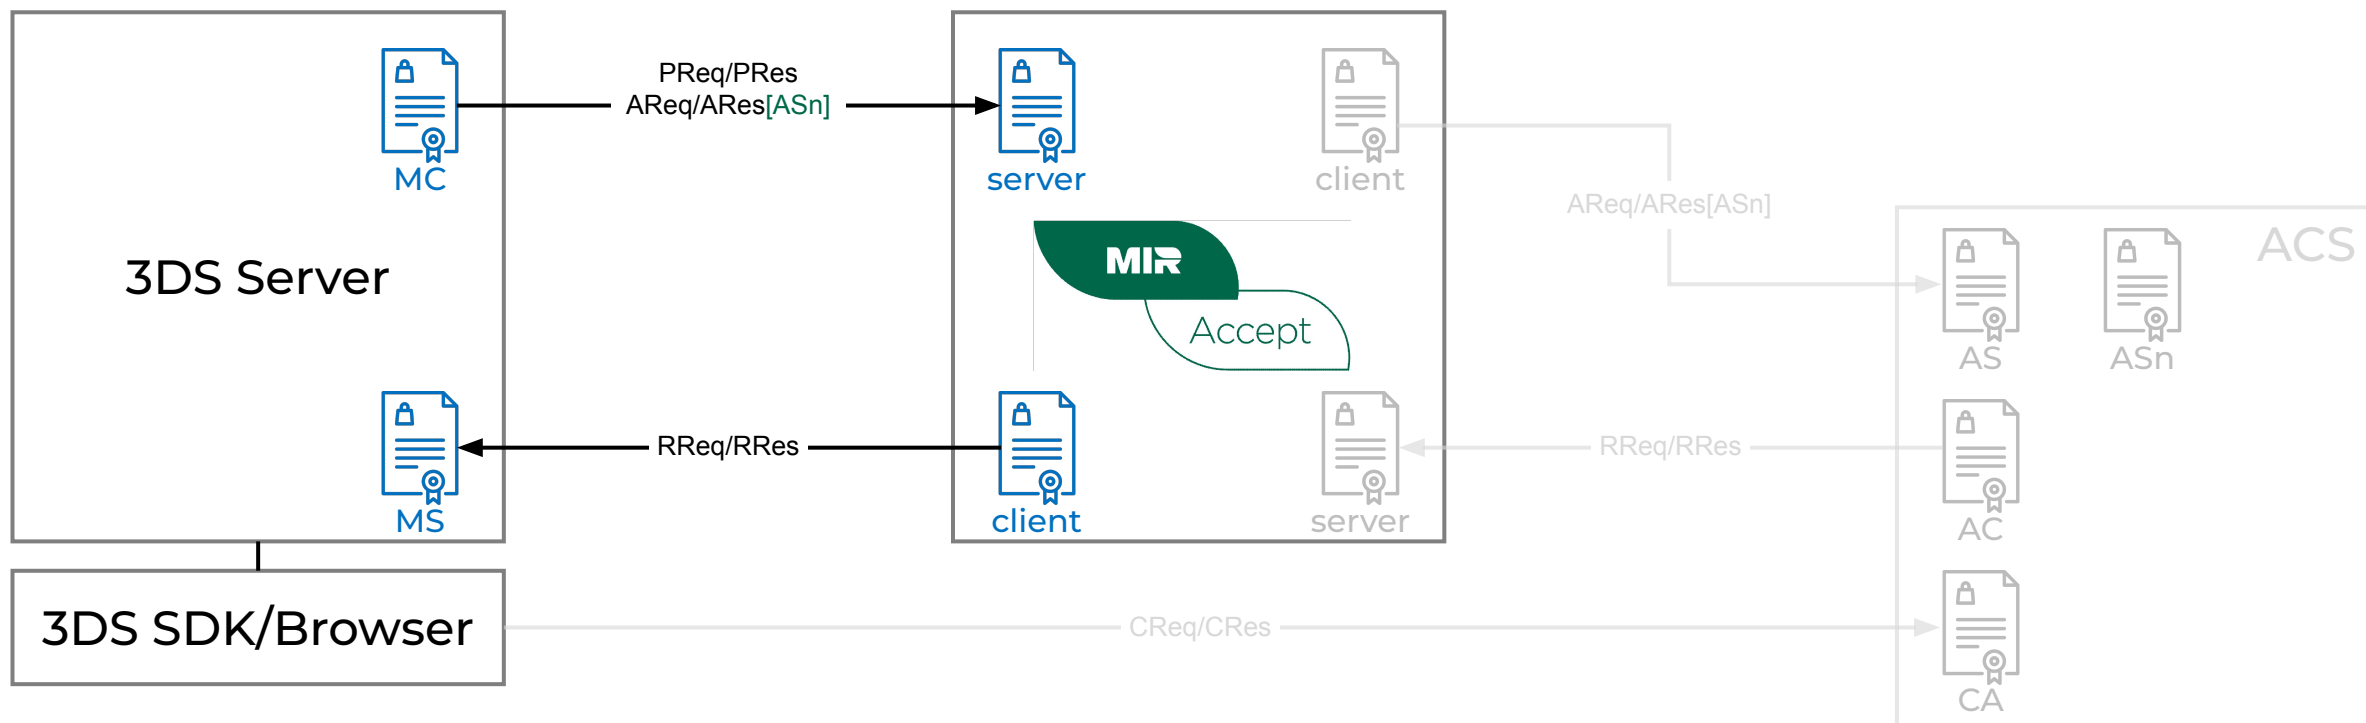 PReq/PRes
AReq/ARes[ASn]
MC
server
client
3DS Server
MIR
Accept
AReq/ARes[ASn]
ACS
AS
ASn
RReq/RRes
MS
client
server
RReq/RRes
AC
3DS SDK/Browser
CReq/CRes
CA